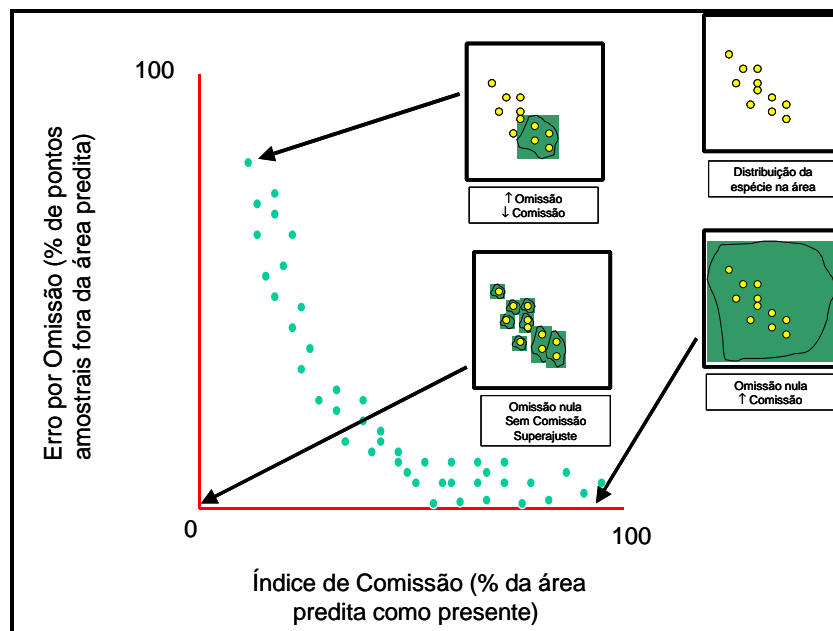 100
Erro por Omissão (% de pontos
amostrais fora da área predita)
↑ Omissão
↓ Comissão
Distribuição da
espécie na área
Omissão nula
Sem Comissão
Superajuste
Omissão nula
↑ Comissão
0
100
Índice de Comissão (% da área
predita como presente)